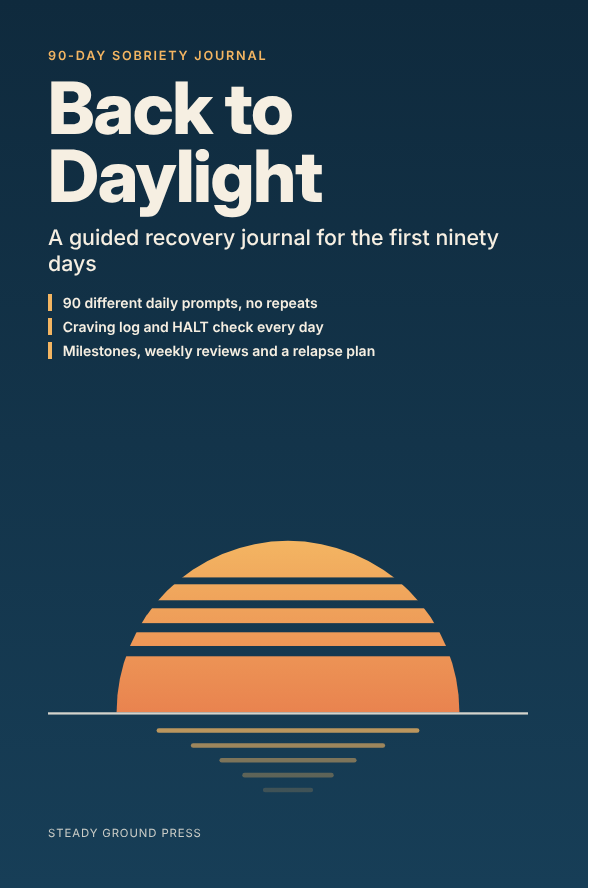 90-DAY SOBRIETY JOURNAL
Back to
Daylight
A guided recovery journal for the first ninety
days
90 different daily prompts, no repeats
Craving log and HALT check every day
Milestones, weekly reviews and a relapse plan
STEADY GROUND PRESS